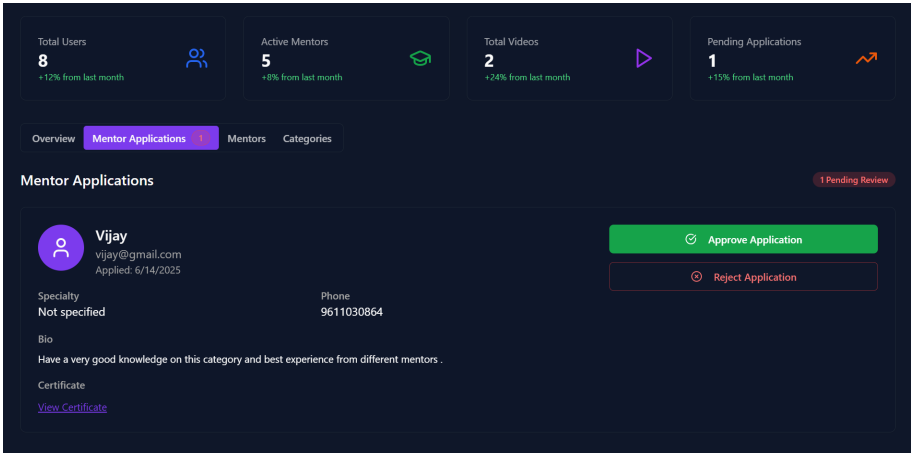 Total Users
8
+12% from last month
Active Mentors
5
+8% from last month
Total Videos
2
+24% from last month
Pending Applications
1
+15% from last month
Overview Mentor Applications 1 Mentors Categories
Mentor Applications
1 Pending Review
Vijay
vijay@gmail.com
Applied: 6/14/2025
Approve Application
Reject Application
Specialty
Not specified
Phone
9611030864
Bio
Have a very good knowledge on this category and best experience from different mentors .
Certificate
View Certificate